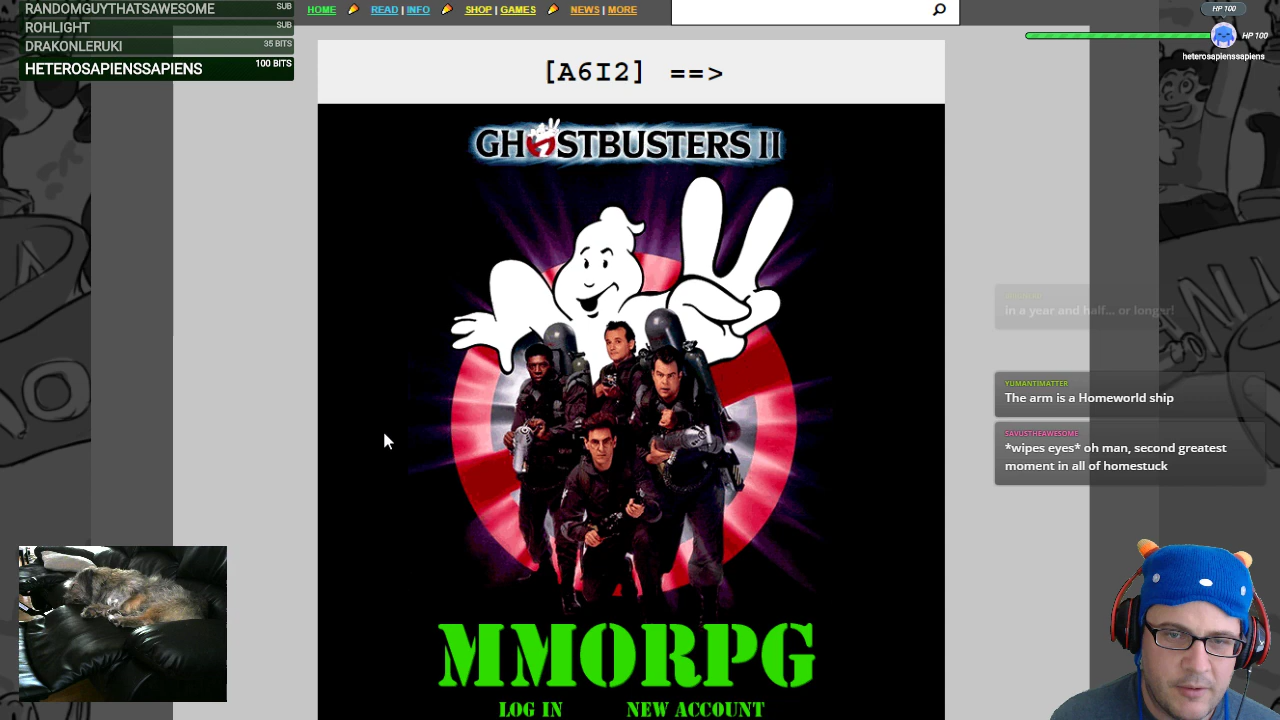 RANDOMGUYTHATSAWESOME SUB
ROHLIGHT SUB
DRAKONLERUKI 35 BITS
HETEROSAPIENSSAPIENS 100 BITS
HOME READ | INFO SHOP | GAMES NEWS | MORE
HP 100
HP 100
heterosapienssapiens
[A6I2] ==>
GHOSTBUSTERS II
in a year and half... or longer!
YUMANTIMATTER
The arm is a Homeworld ship
SAVUSTHEAWESOME
*wipes eyes* oh man, second greatest
moment in all of homestuck
MMORPG
LOG IN NEW ACCOUNT